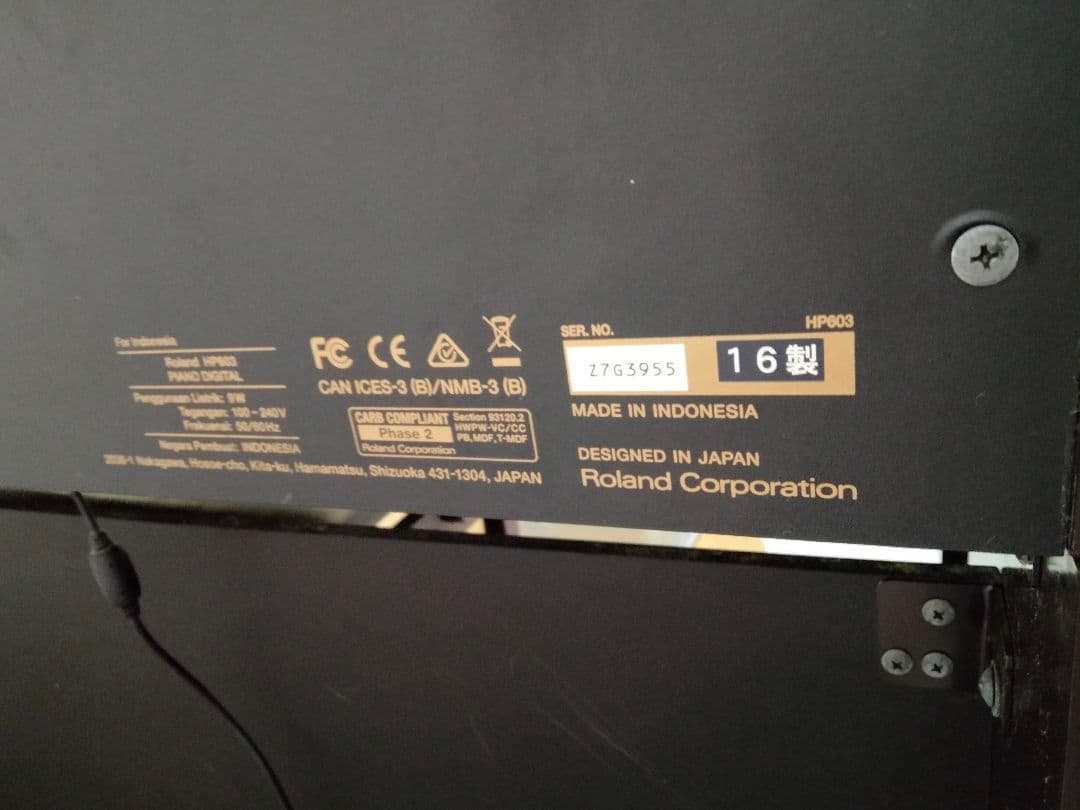 For Indonesia
Roland HP603
PIANO DIGITAL
Penggunaan Listrik: 9W
Tegangan: 100-240V
Frekuensi: 50/60Hz
Negara Pembuat: INDONESIA
2036-1 Nakagawa, Hosoe-cho, Kita-ku, Hamamatsu, Shizuoka 431-1304, JAPAN
FC CE
CAN ICES-3 (B)/NMB-3 (B)
CARB COMPLIANT
Phase 2
Roland Corporation
Section 93120.2
HWPW-VC/CC
PB,MDF,T-MDF
SER. NO.
HP603
Z7G3955
16製
MADE IN INDONESIA
DESIGNED IN JAPAN
Roland Corporation